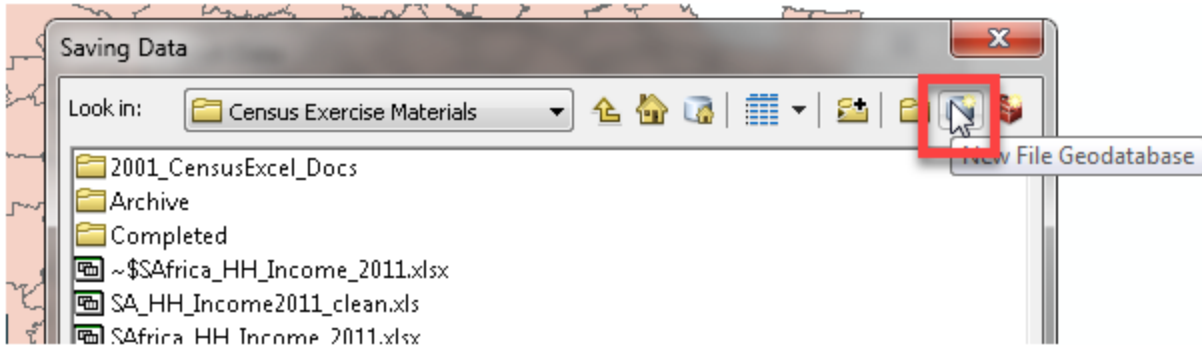 Saving Data
Look in: Census Exercise Materials
New File Geodatabase
2001_CensusExcel_Docs
Archive
Completed
~$SAfrica_HH_Income_2011.xlsx
SA_HH_Income2011_clean.xls
SAfrica_HH_Income_2011.xlsx